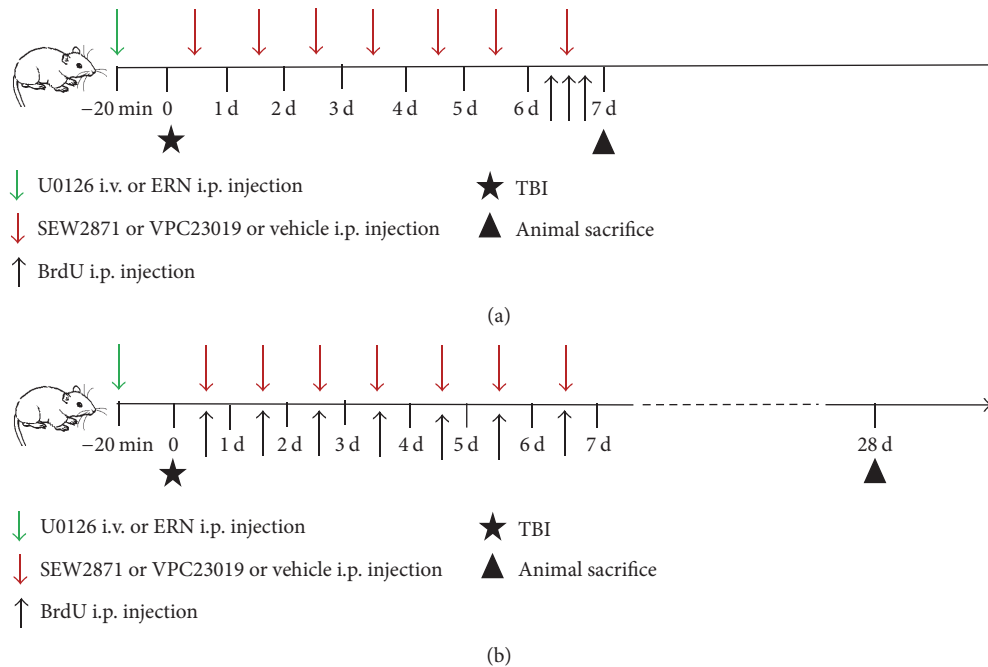 −20 min 0 1 d 2 d 3 d 4 d 5 d 6 d 7 d
U0126 i.v. or ERN i.p. injection
TBI
SEW2871 or VPC23019 or vehicle i.p. injection
Animal sacrifice
BrdU i.p. injection
(a)
−20 min 0 1 d 2 d 3 d 4 d 5 d 6 d 7 d 28 d
U0126 i.v. or ERN i.p. injection
TBI
SEW2871 or VPC23019 or vehicle i.p. injection
Animal sacrifice
BrdU i.p. injection
(b)